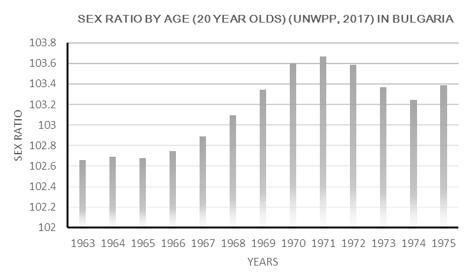 SEX RATIO BY AGE (20 YEAR OLDS) (UNWPP, 2017) IN BULGARIA
103.8
103.6
103.4
103.2
103
102.8
102.6
102.4
102.2
102
SEX RATIO
1963 1964 1965 1966 1967 1968 1969 1970 1971 1972 1973 1974 1975
YEARS